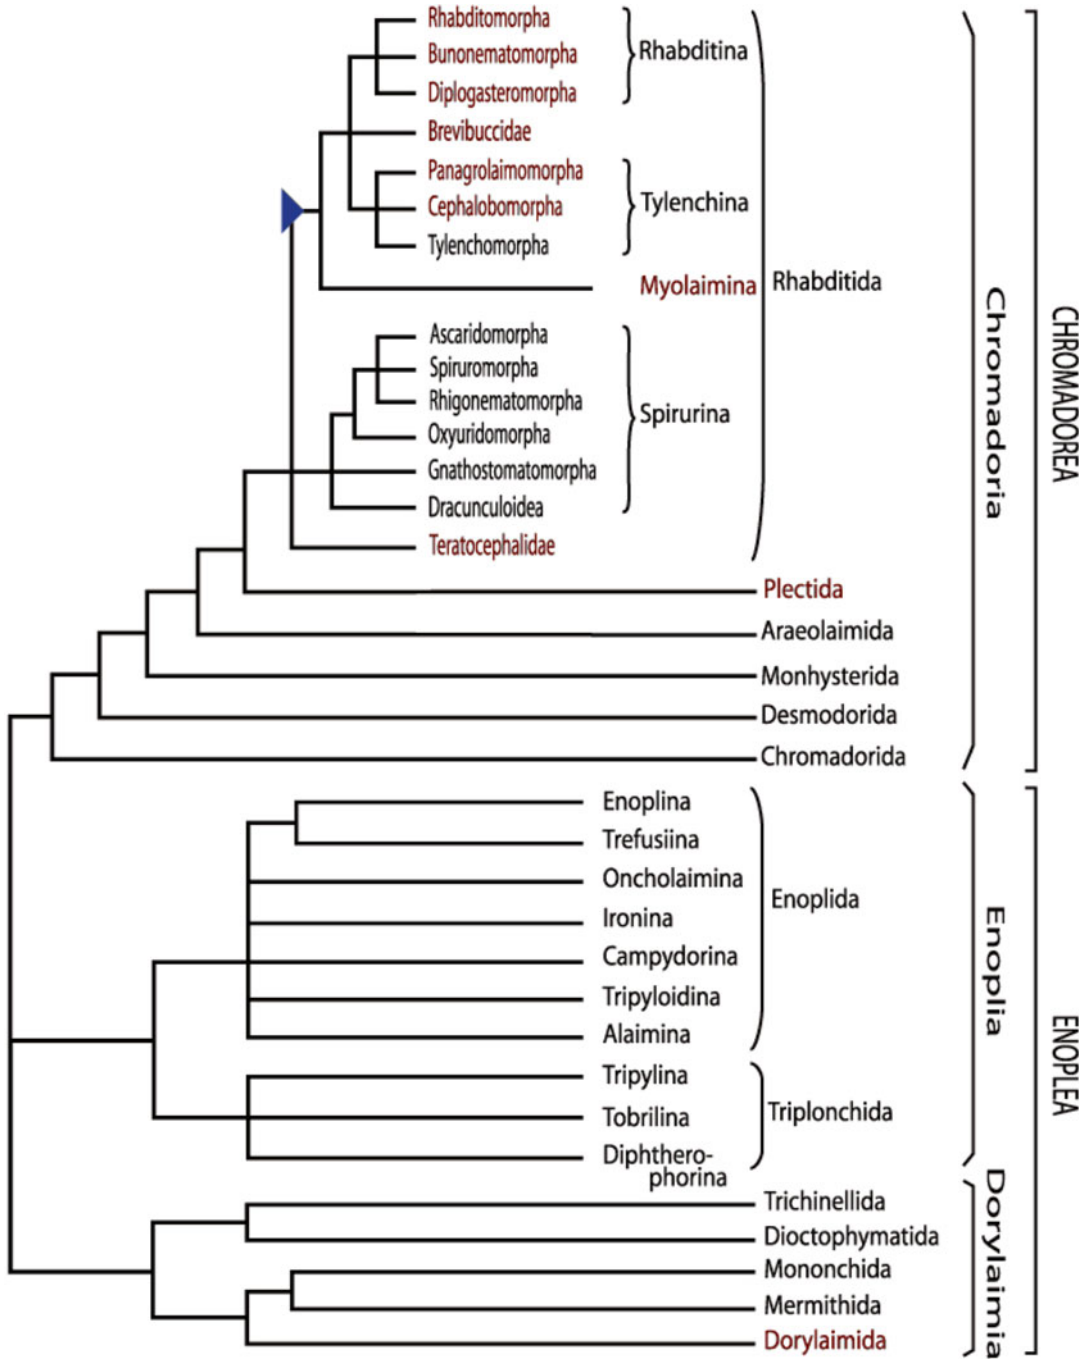 Rhabditomorpha
Bunonematomorpha
Diplogasteromorpha
Rhabditina
Brevibuccidae
Panagrolaimomorpha
Cephalobomorpha
Tylenchomorpha
Tylenchina
Myolaimina
Rhabditida
Ascaridomorpha
Spiruromorpha
Rhigonematomorpha
Oxyuridomorpha
Gnathostomatomorpha
Dracunculoidea
Spirurina
Teratocephalidae
Plectida
Araeolaimida
Monhysterida
Desmodorida
Chromadorida
Chromadoria
CHROMADOREA
Enoplina
Trefusiina
Oncholaimina
Ironina
Campydorina
Tripyloidina
Alaimina
Enoplida
Tripylina
Tobrilina
Diphthero-
phorina
Triplonchida
Enoplia
ENOPLEA
Trichinellida
Dioctophymatida
Mononchida
Mermithida
Dorylaimida
Dorylaimia